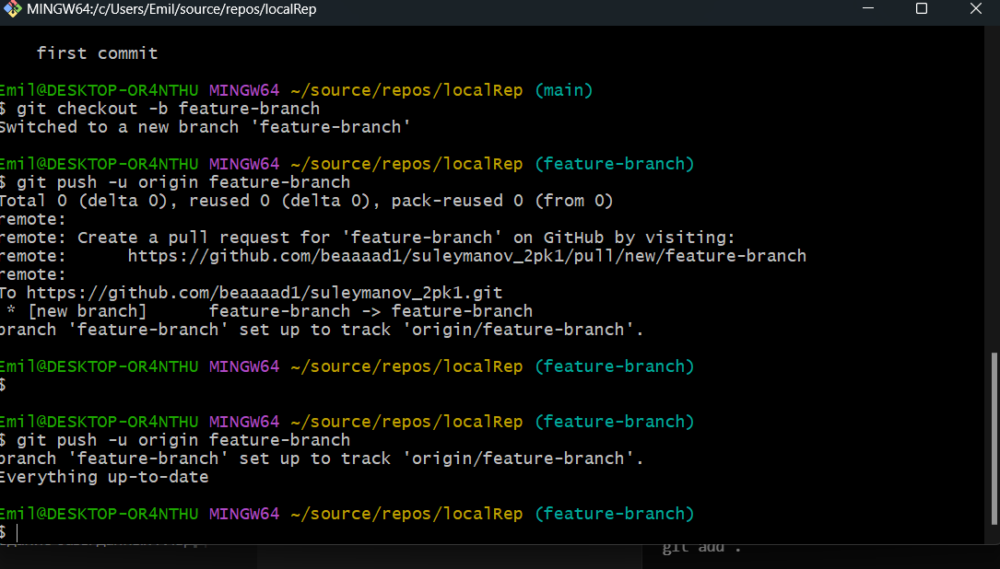 MINGW64:/c/Users/Emil/source/repos/localRep
first commit
Emil@DESKTOP-OR4NTHU MINGW64 ~/source/repos/localRep (main)
$ git checkout -b feature-branch
Switched to a new branch 'feature-branch'
Emil@DESKTOP-OR4NTHU MINGW64 ~/source/repos/localRep (feature-branch)
$ git push -u origin feature-branch
Total 0 (delta 0), reused 0 (delta 0), pack-reused 0 (from 0)
remote:
remote: Create a pull request for 'feature-branch' on GitHub by visiting:
remote:      https://github.com/beaaaad1/suleymanov_2pk1/pull/new/feature-branch
remote:
To https://github.com/beaaaad1/suleymanov_2pk1.git
 * [new branch]      feature-branch -> feature-branch
branch 'feature-branch' set up to track 'origin/feature-branch'.
Emil@DESKTOP-OR4NTHU MINGW64 ~/source/repos/localRep (feature-branch)
$
Emil@DESKTOP-OR4NTHU MINGW64 ~/source/repos/localRep (feature-branch)
$ git push -u origin feature-branch
branch 'feature-branch' set up to track 'origin/feature-branch'.
Everything up-to-date
Emil@DESKTOP-OR4NTHU MINGW64 ~/source/repos/localRep (feature-branch)
$
git add .